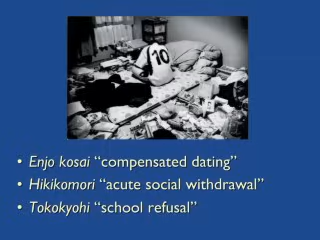 10
• Enjo kosai “compensated dating”
• Hikikomori “acute social withdrawal”
• Tokokyohi “school refusal”